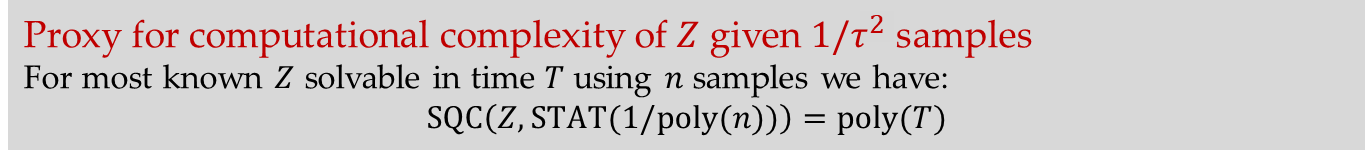 Proxy for computational complexity of Z given 1/τ² samples
For most known Z solvable in time T using n samples we have:
SQC(Z, STAT(1/poly(n))) = poly(T)